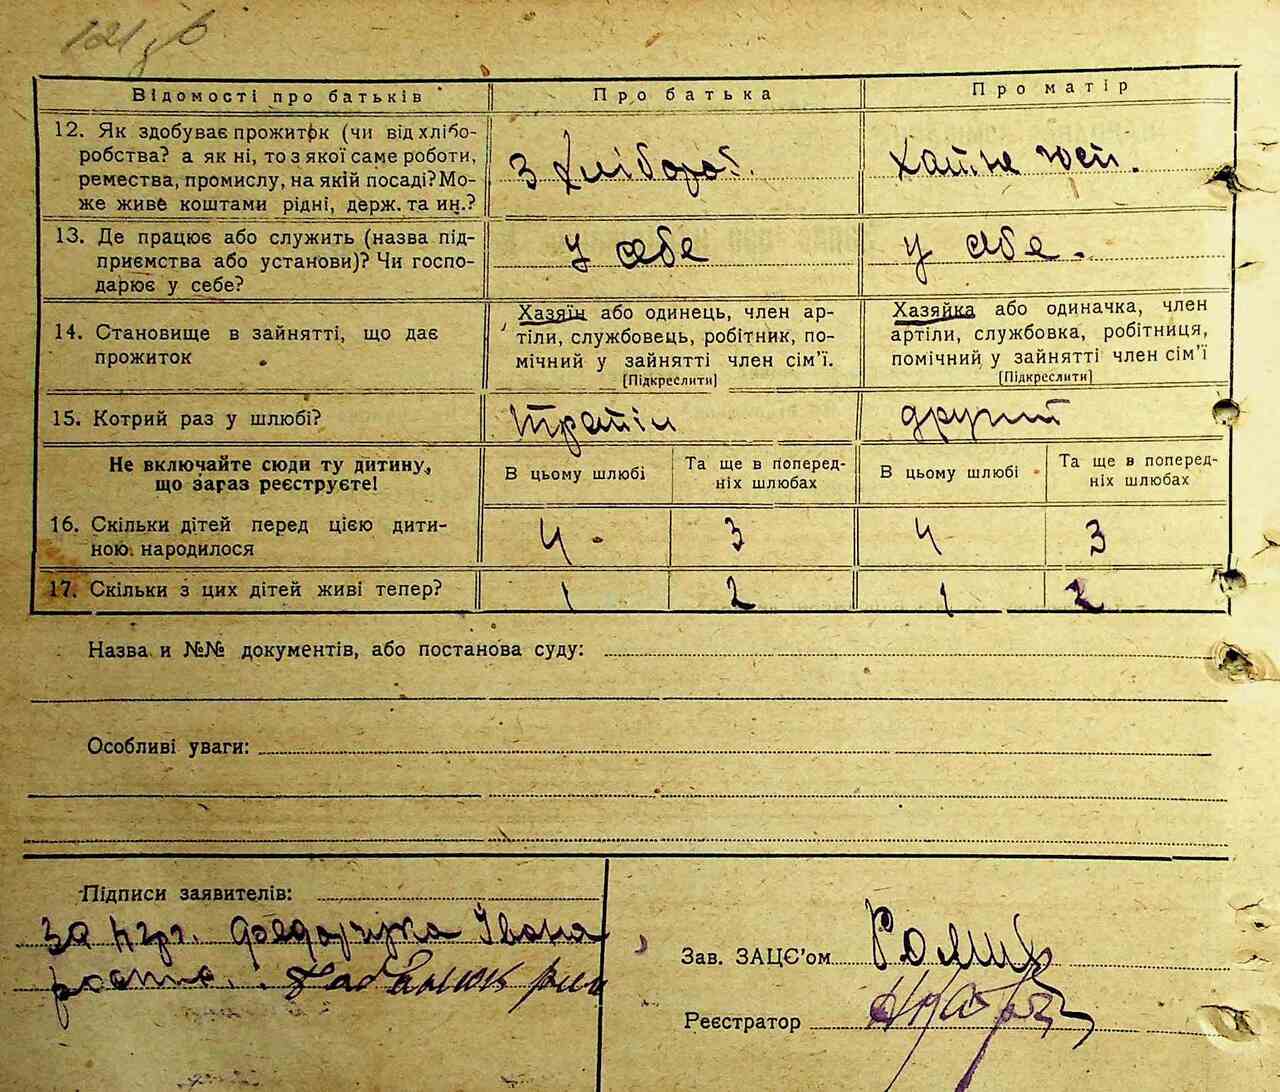 121 зв
Відомості про батьків
Про батька
Про матір
12. Як здобуває прожиток (чи від хлібо-
робства? а як ні, то з якої саме роботи,
ремества, промислу, на якій посаді? Мо-
же живе коштами рідні, держ. та ин.?
З хлібороб.
хатнє госп.
13. Де працює або служить (назва під-
приємства або установи)? Чи госпо-
дарює у себе?
у себе
у себе.
14. Становище в зайнятті, що дає
прожиток
Хазяїн або одинець, член ар-
тіли, службовець, робітник, по-
мічний у зайнятті член сім'ї.
(Підкреслити)
Хазяйка або одиначка, член
артіли, службовка, робітниця,
помічний у зайнятті член сім'ї
(Підкреслити)
15. Котрий раз у шлюбі?
другий
Не включайте сюди ту дитину,
що зараз реєструєте!
В цьому шлюбі
Та ще в поперед-
ніх шлюбах
В цьому шлюбі
Та ще в поперед-
ніх шлюбах
16. Скільки дітей перед цією дити-
ною народилося
4
3
4
3
17. Скільки з цих дітей живі тепер?
1
2
1
2
Назва и №№ документів, або постанова суду:
Особливі уваги:
Підписи заявителів:
за Федорчука Івана
Зав. ЗАЦС'ом
Реєстратор